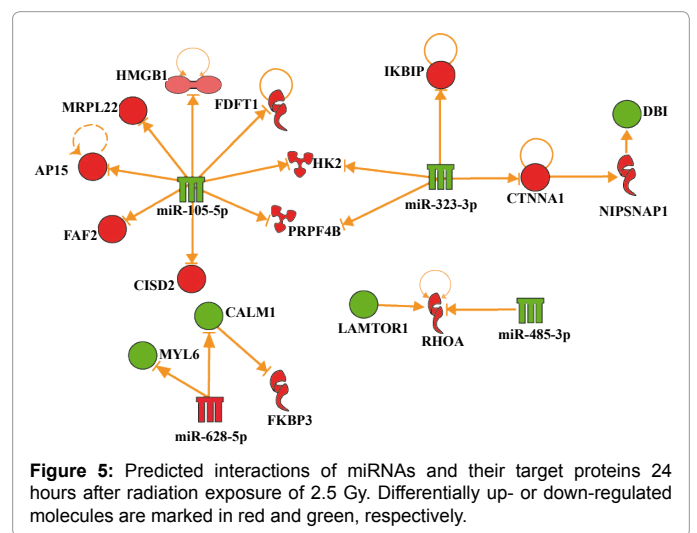 HMGB1
IKBIP
MRPL22
FDFT1
DBI
AP15
HK2
miR-105-5p
miR-323-3p
CTNNA1
NIPSNAP1
FAF2
PRPF4B
CISD2
CALM1
LAMTOR1
RHOA
miR-485-3p
MYL6
FKBP3
miR-628-5p
Figure 5: Predicted interactions of miRNAs and their target proteins 24
hours after radiation exposure of 2.5 Gy. Differentially up- or down-regulated
molecules are marked in red and green, respectively.